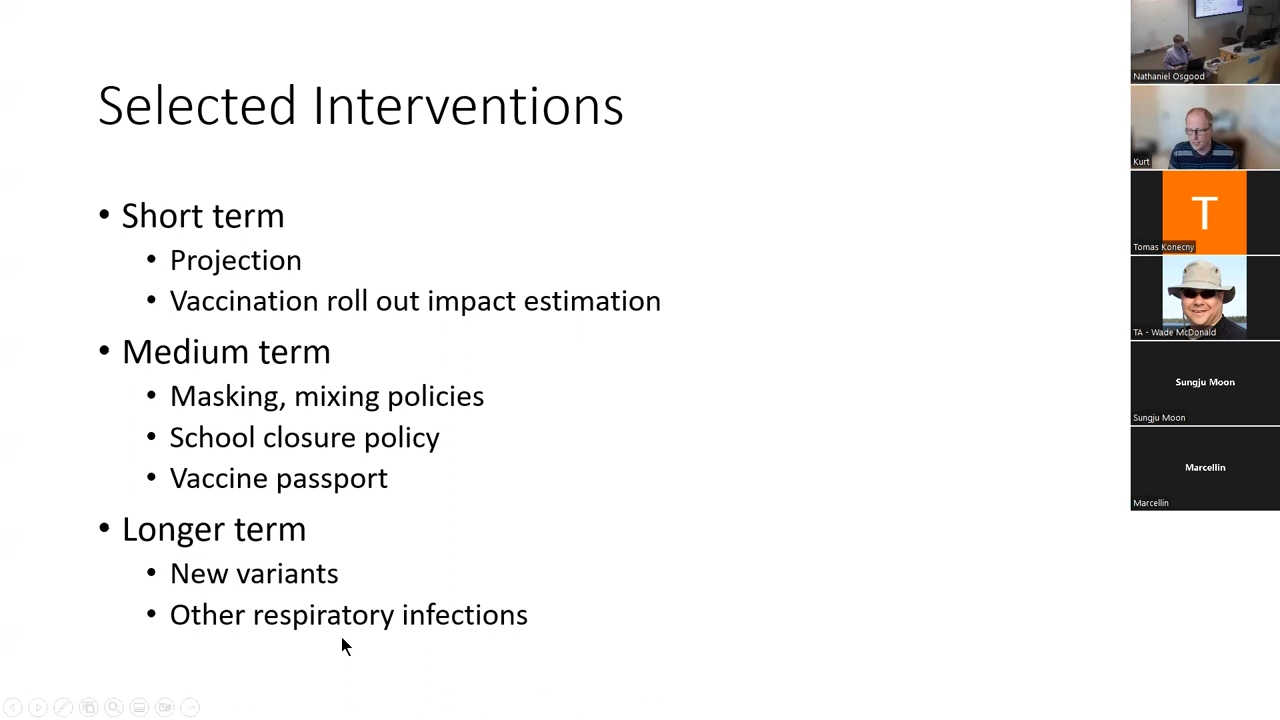 Selected Interventions
• Short term
• Projection
• Vaccination roll out impact estimation
• Medium term
• Masking, mixing policies
• School closure policy
• Vaccine passport
• Longer term
• New variants
• Other respiratory infections
Nathaniel Osgood
Kurt
T
Tomas Konecny
TA - Wade McDonald
Sungju Moon
Sungju Moon
Marcellin
Marcellin